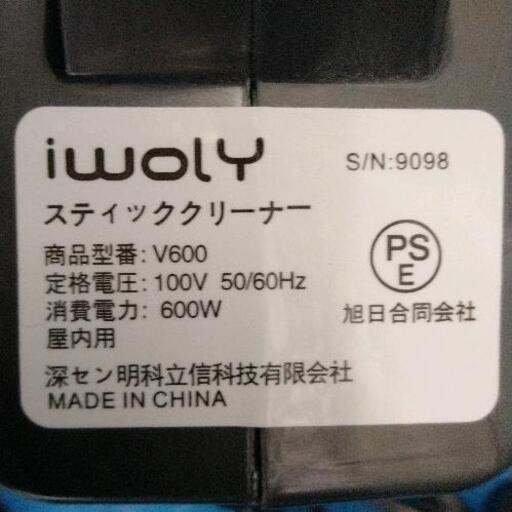 iwoly
S/N:9098
スティッククリーナー
商品型番: V600
定格電圧: 100V 50/60Hz
消費電力: 600W
屋内用
PS
E
旭日合同会社
深セン明科立信科技有限会社
MADE IN CHINA